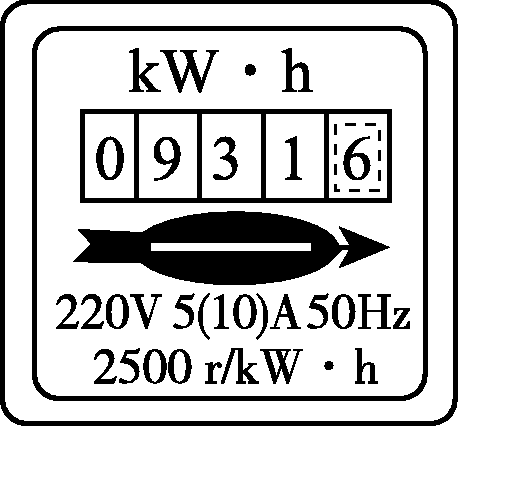 kW · h
0 9 3 1 6
220V 5(10)A 50Hz
2500 r/kW · h